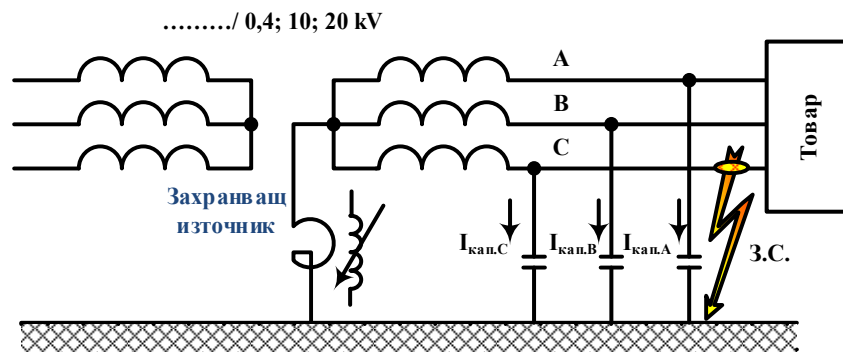 ………/ 0,4; 10; 20 kV
A
B
C
Товар
Захранващ
източник
Iкап.C
Iкап.B
Iкап.A
З.С.